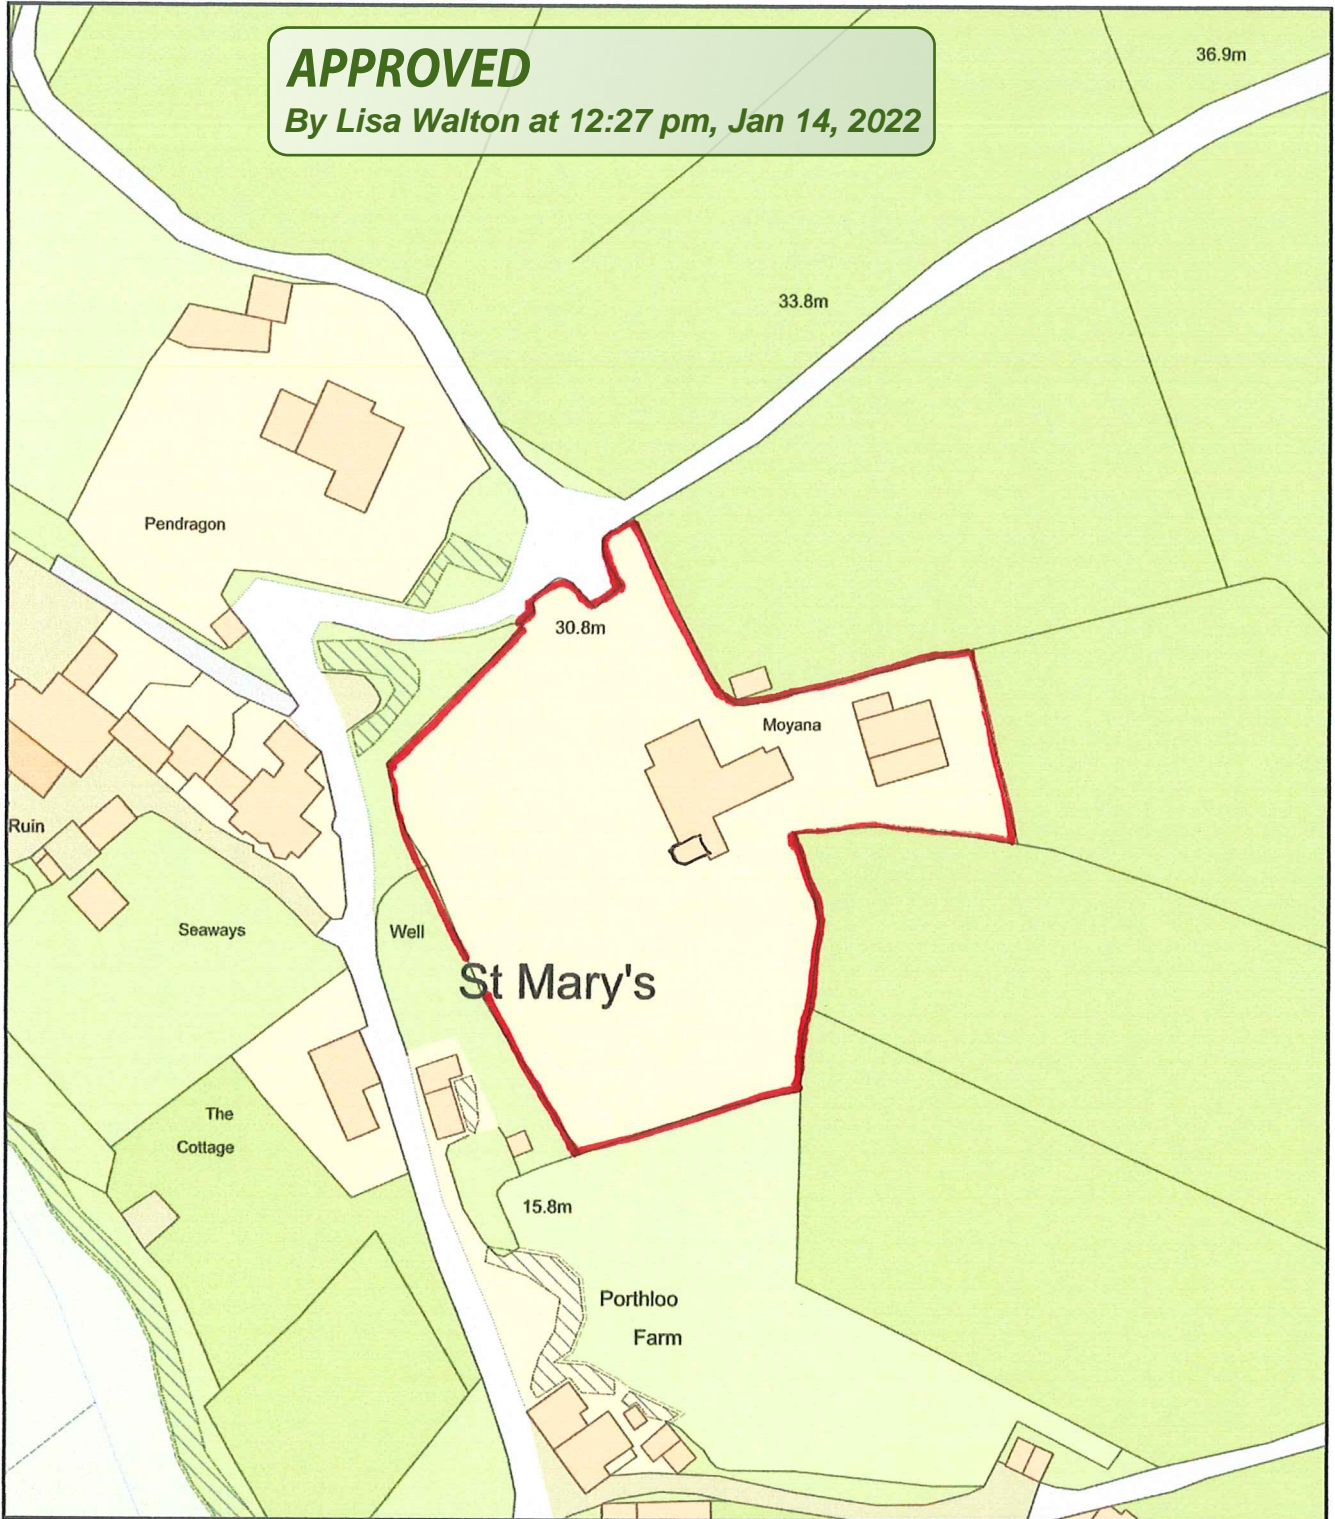 APPROVED
By Lisa Walton at 12:27 pm, Jan 14, 2022
36.9m
33.8m
Pendragon
30.8m
Moyana
Ruin
Seaways
Well
St Mary's
The
Cottage
15.8m
Porthloo
Farm